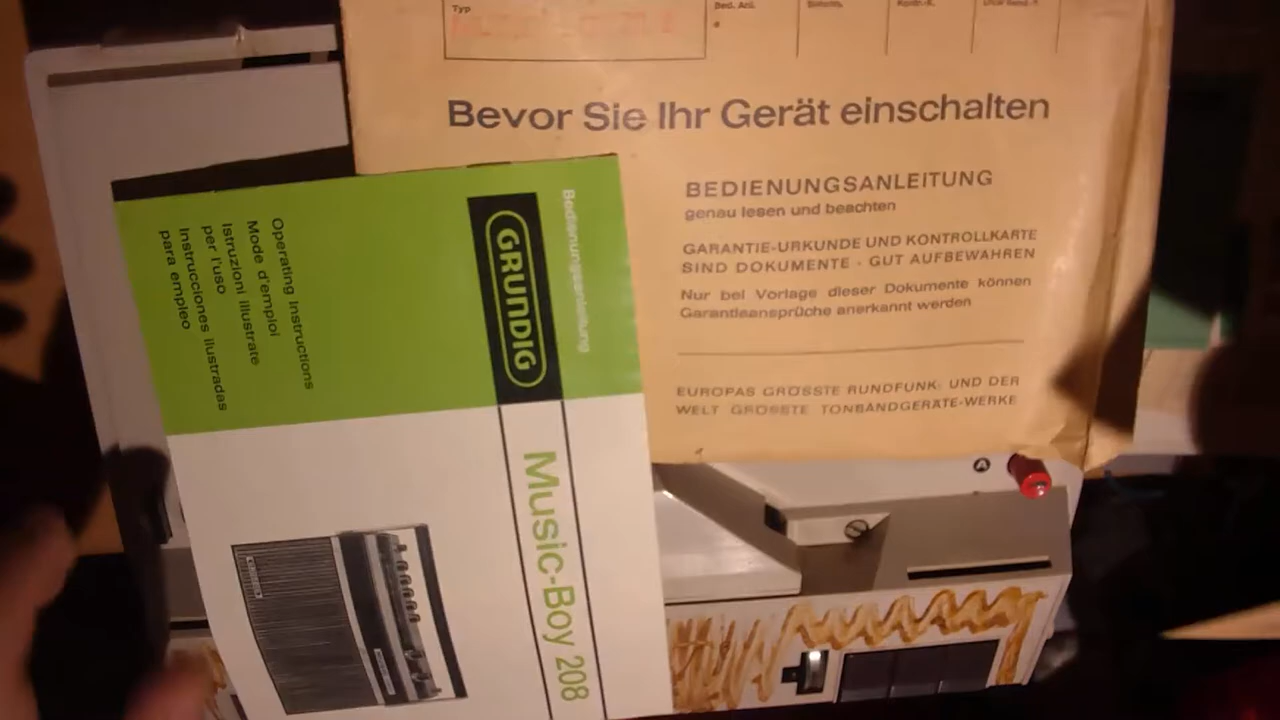 Typ
Bed. Anl.
Bevor Sie Ihr Gerät einschalten
BEDIENUNGSANLEITUNG
genau lesen und beachten
GARANTIE-URKUNDE UND KONTROLLKARTE
SIND DOKUMENTE - GUT AUFBEWAHREN
Nur bei Vorlage dieser Dokumente können
Garantieansprüche anerkannt werden
EUROPAS GRÖSSTE RUNDFUNK- UND DER
WELT GRÖSSTE TONBANDGERÄTE-WERKE
Bedienungsanleitung
GRUNDIG
Music-Boy 208
Operating Instructions
Mode d'emploi
Istruzioni illustrate
per l'uso
Instrucciones ilustradas
para empleo
A